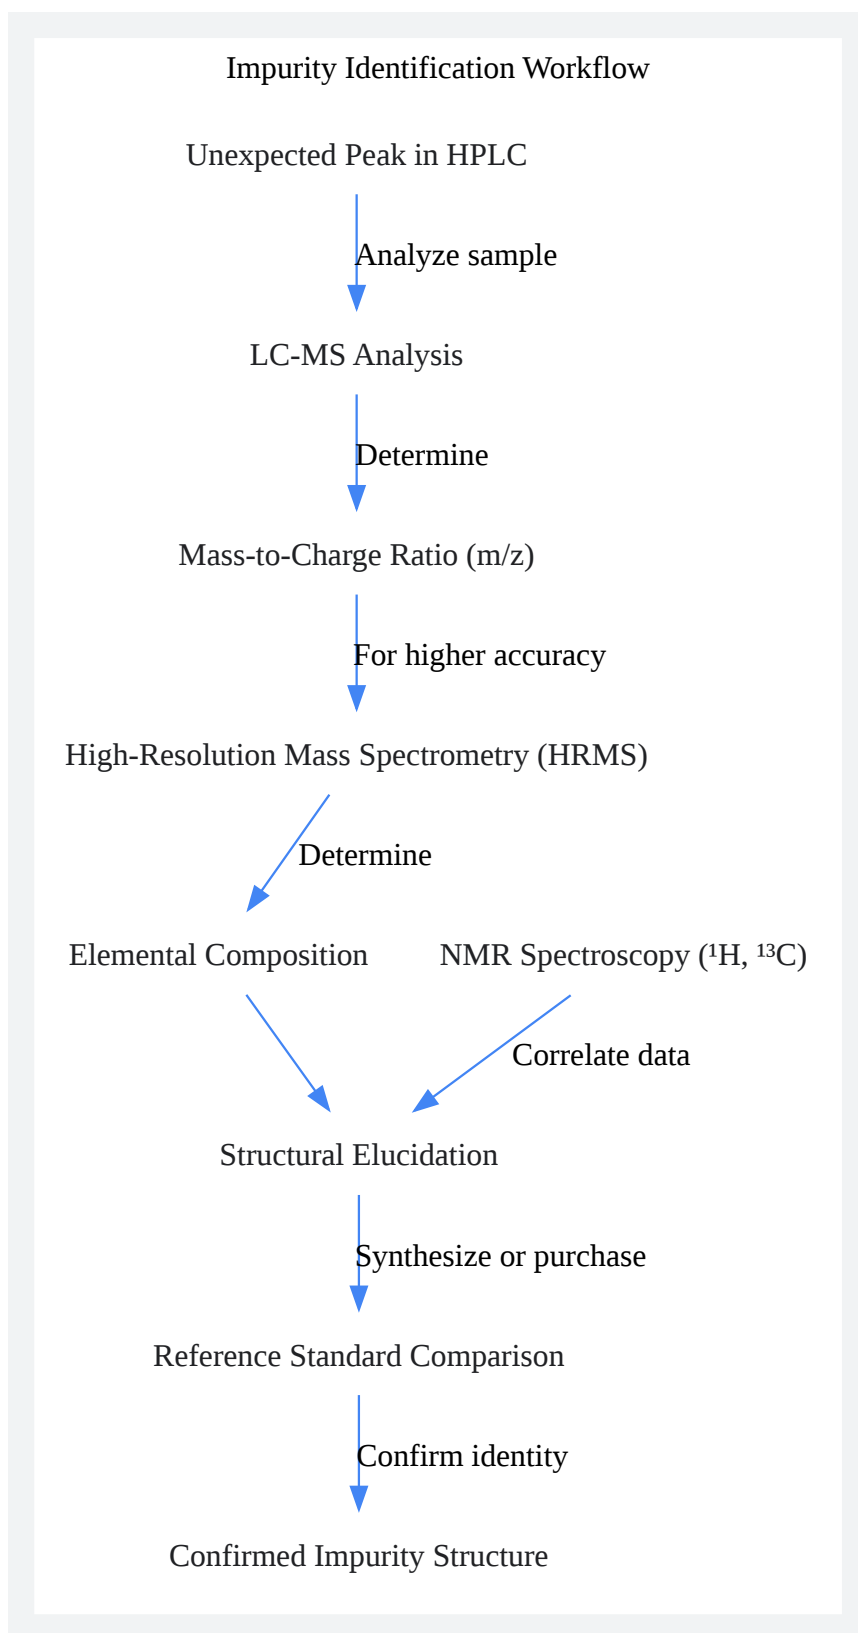 Impurity Identification Workflow
Unexpected Peak in HPLC
Analyze sample
LC-MS Analysis
Determine
Mass-to-Charge Ratio (m/z)
For higher accuracy
High-Resolution Mass Spectrometry (HRMS)
Determine
Elemental Composition
NMR Spectroscopy (¹H, ¹³C)
Correlate data
Structural Elucidation
Synthesize or purchase
Reference Standard Comparison
Confirm identity
Confirmed Impurity Structure